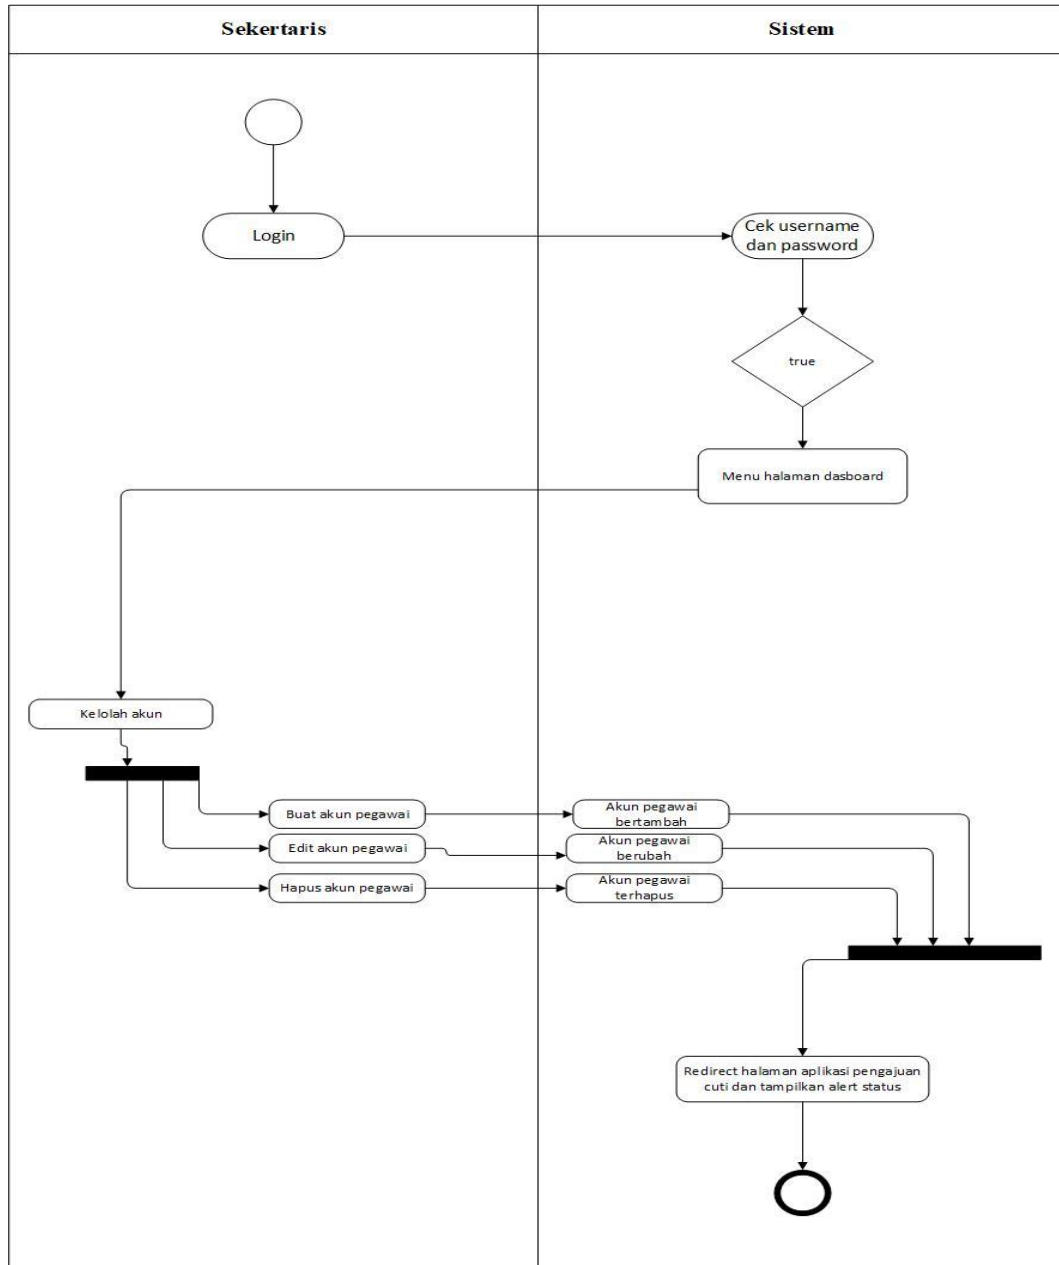 Sekertaris
Sistem
Login
Cek username
dan password
true
Menu halaman dasboard
Kelolah akun
Buat akun pegawai
Akun pegawai
bertambah
Edit akun pegawai
Akun pegawai
berubah
Hapus akun pegawai
Akun pegawai
terhapus
Redirect halaman aplikasi pengajuan
cuti dan tampilkan alert status